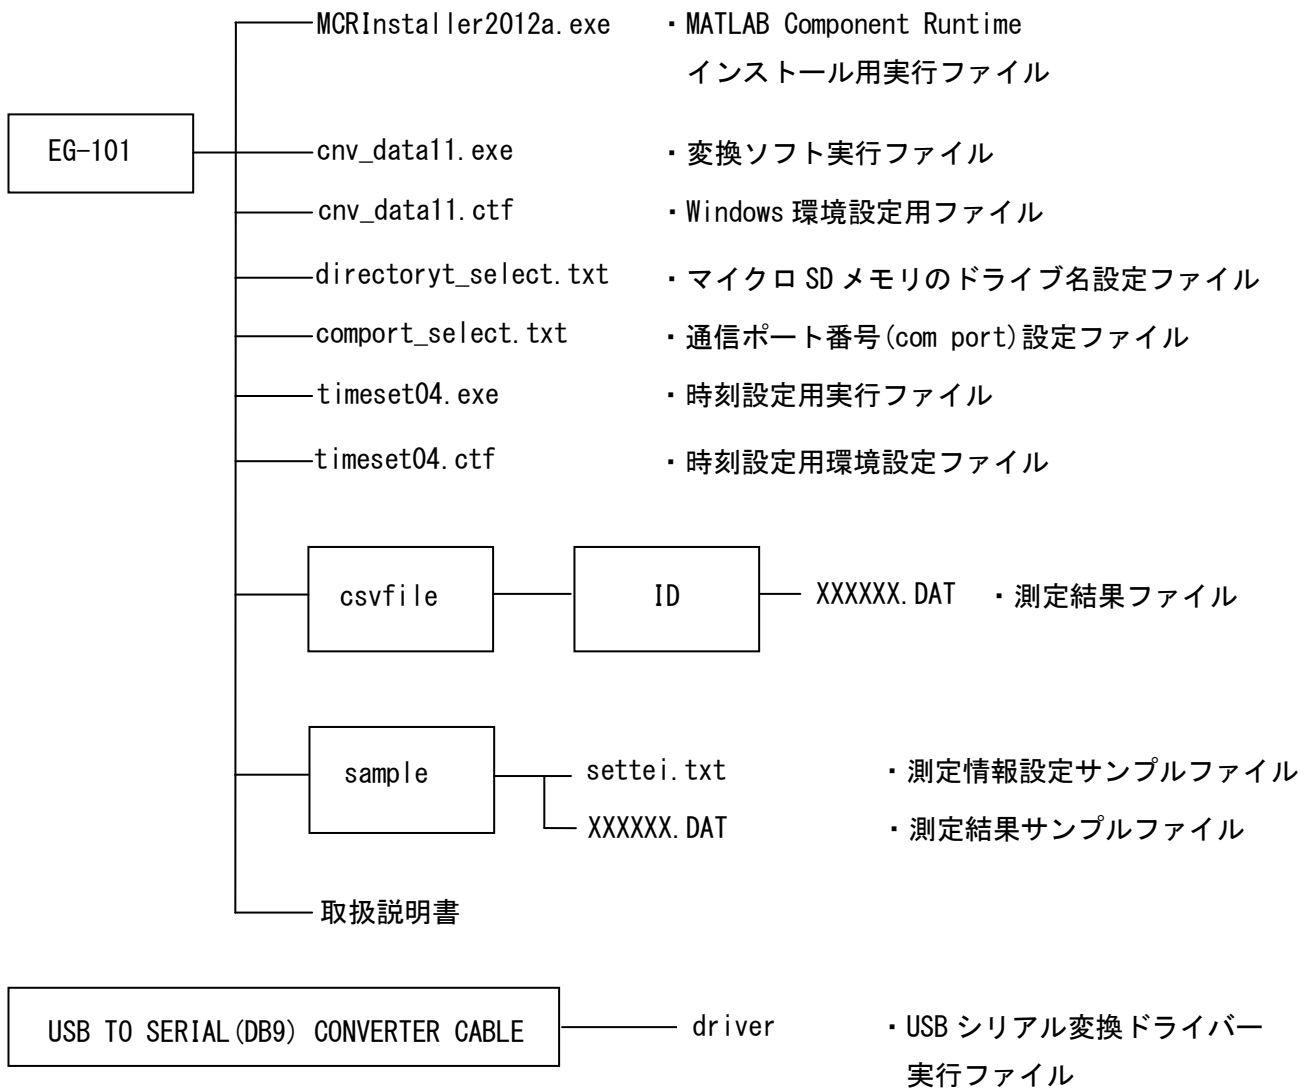 MCRInstaller2012a.exe ・MATLAB Component Runtime
インストール用実行ファイル
EG-101
cnv_data11.exe ・変換ソフト実行ファイル
cnv_data11.ctf ・Windows 環境設定用ファイル
directoryt_select.txt ・マイクロ SD メモリのドライブ名設定ファイル
comport_select.txt ・通信ポート番号(com port)設定ファイル
timeset04.exe ・時刻設定用実行ファイル
timeset04.ctf ・時刻設定用環境設定ファイル
csvfile ID XXXXXX.DAT ・測定結果ファイル
sample settei.txt ・測定情報設定サンプルファイル
XXXXXX.DAT ・測定結果サンプルファイル
取扱説明書
USB TO SERIAL(DB9) CONVERTER CABLE driver ・USB シリアル変換ドライバー
実行ファイル